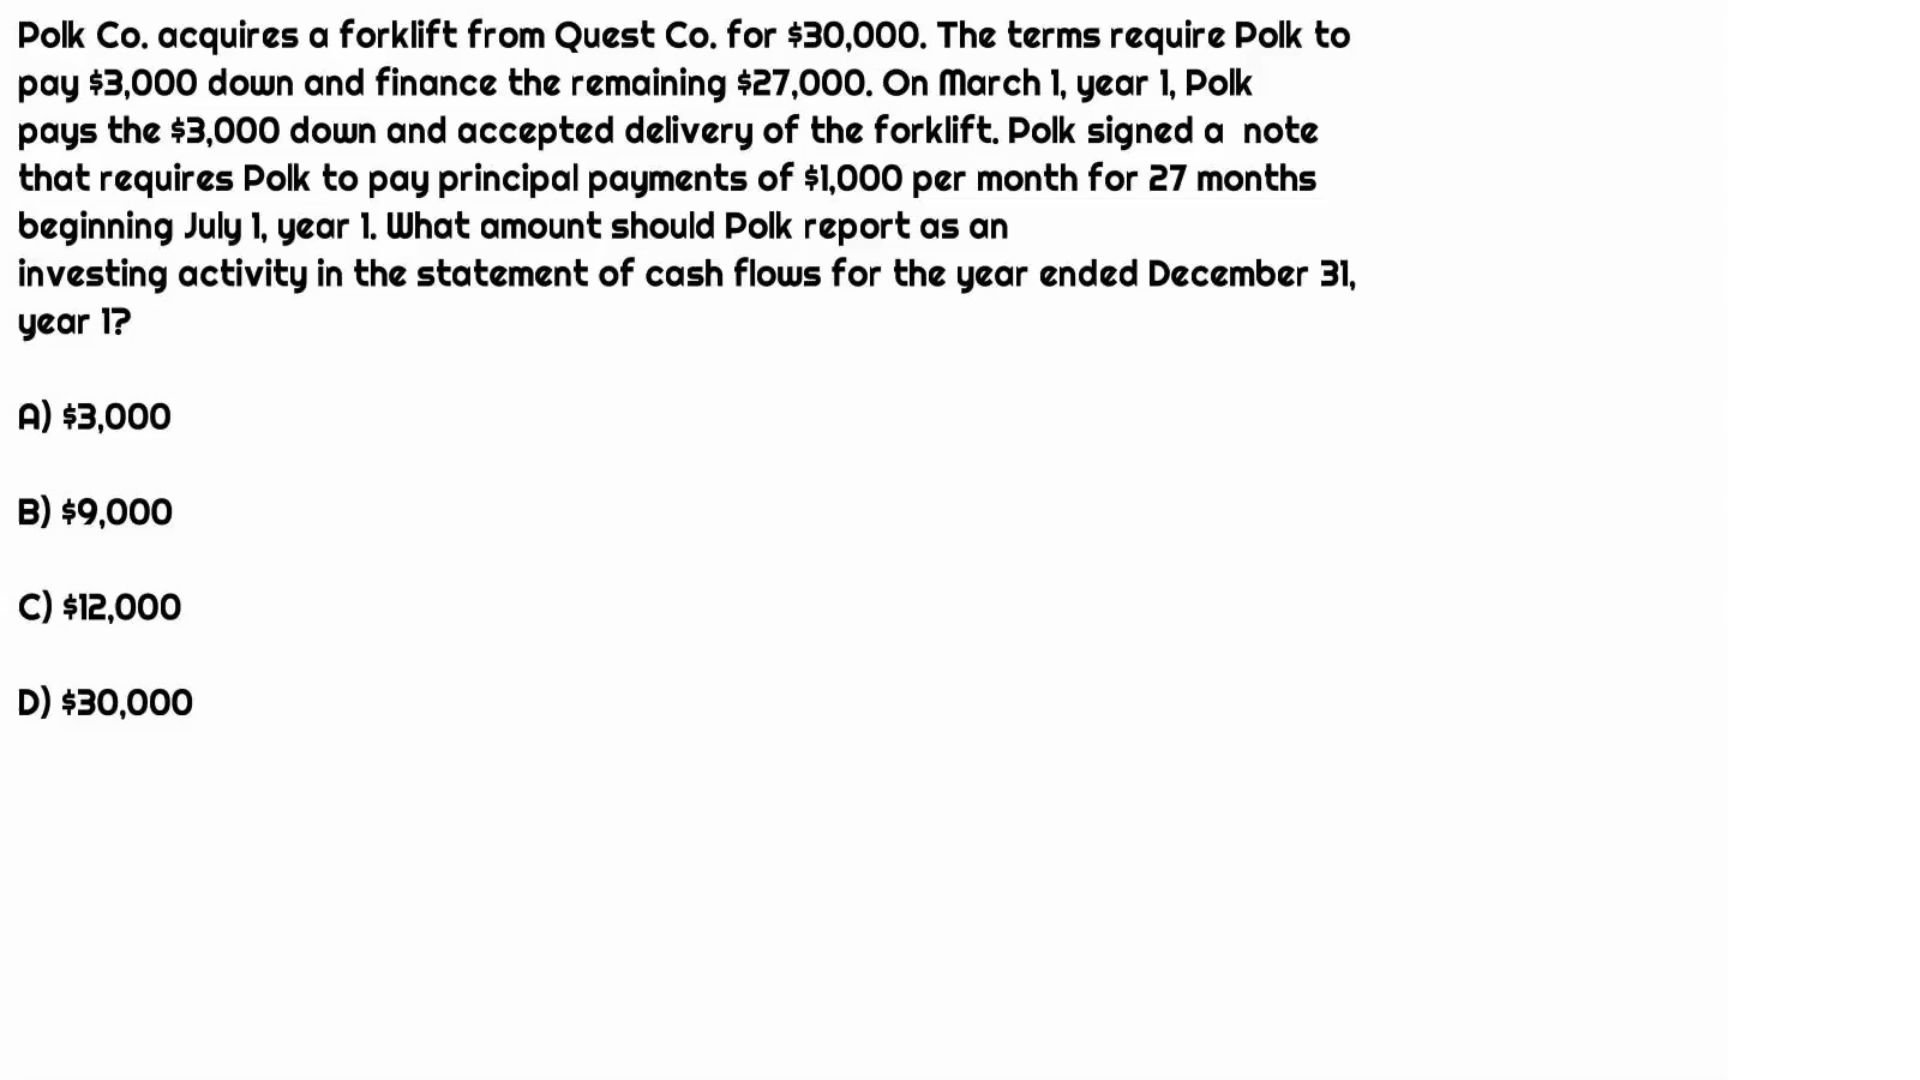 Polk Co. acquires a forklift from Quest Co. for $30,000. The terms require Polk to
pay $3,000 down and finance the remaining $27,000. On March 1, year 1, Polk
pays the $3,000 down and accepted delivery of the forklift. Polk signed a  note
that requires Polk to pay principal payments of $1,000 per month for 27 months
beginning July 1, year 1. What amount should Polk report as an
investing activity in the statement of cash flows for the year ended December 31,
year 1?
A) $3,000
B) $9,000
C) $12,000
D) $30,000